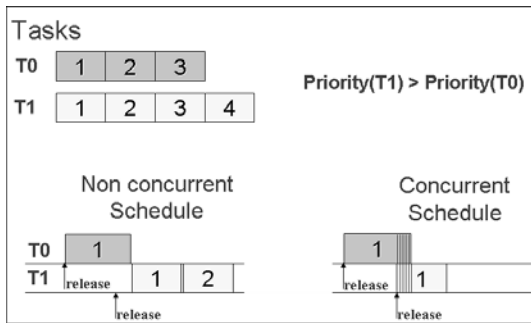 Tasks
T0 1 2 3
Priority(T1) > Priority(T0)
T1 1 2 3 4
Non concurrent
Schedule
Concurrent
Schedule
T0 1 1
T1 release 1 2 1
release release